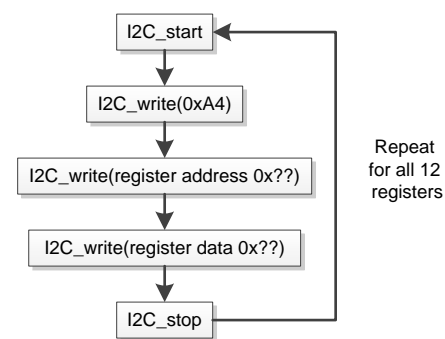 I2C_start
I2C_write(0xA4)
I2C_write(register address 0x??)
I2C_write(register data 0x??)
I2C_stop
Repeat
for all 12
registers